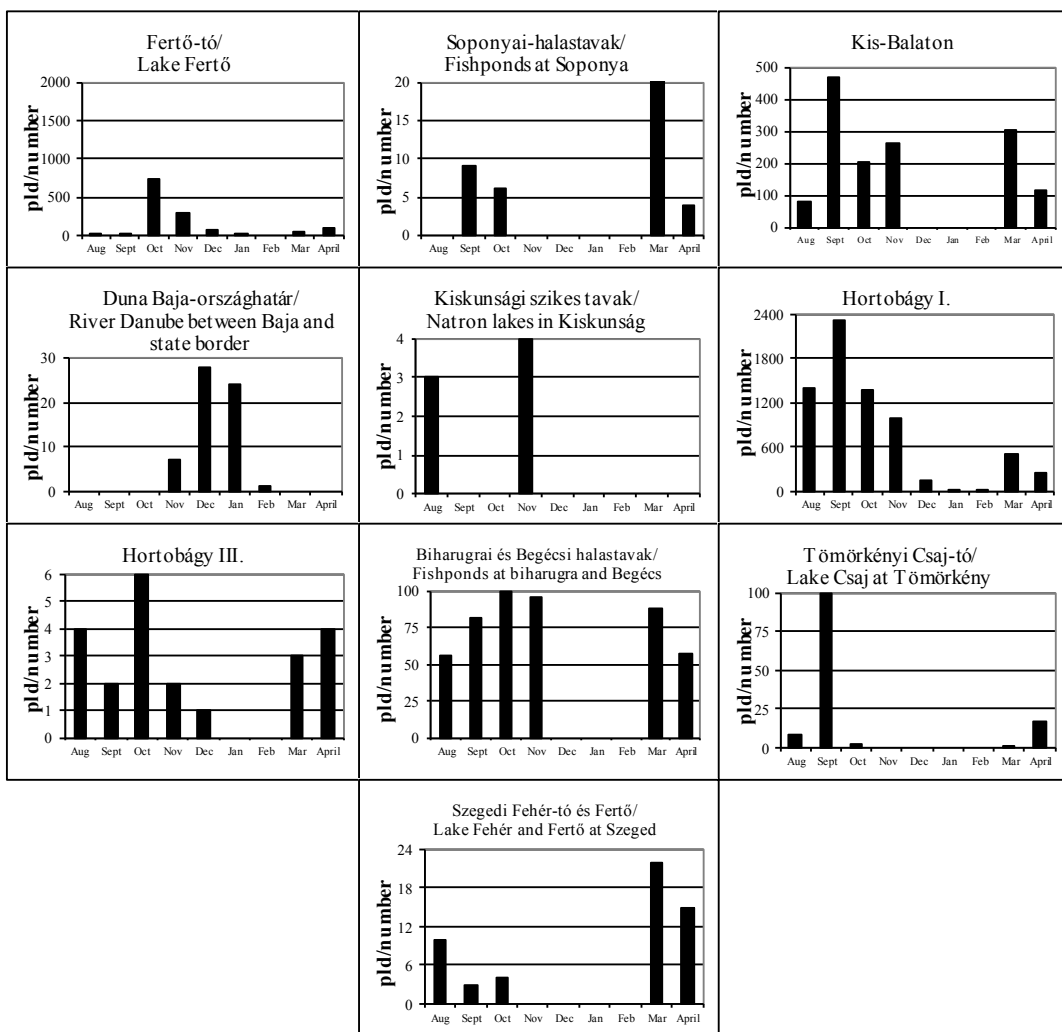 Fertő-tó/
Lake Fertő
pld/number
2000
1500
1000
500
0
Aug Sept Oct Nov Dec Jan Feb Mar April
Soponyai-halastavak/
Fishponds at Soponya
pld/number
20
15
10
5
0
Aug Sept Oct Nov Dec Jan Feb Mar April
Kis-Balaton
pld/number
500
400
300
200
100
0
Aug Sept Oct Nov Dec Jan Feb Mar April
Duna Baja-országhatár/
River Danube between Baja and
state border
pld/number
30
20
10
0
Aug Sept Oct Nov Dec Jan Feb Mar April
Kiskunsági szikes tavak/
Natron lakes in Kiskunság
pld/number
4
3
2
1
0
Aug Sept Oct Nov Dec Jan Feb Mar April
Hortobágy I.
pld/number
2400
1800
1200
600
0
Aug Sept Oct Nov Dec Jan Feb Mar April
Hortobágy III.
pld/number
6
5
4
3
2
1
0
Aug Sept Oct Nov Dec Jan Feb Mar April
Biharugrai és Begécsi halastavak/
Fishponds at biharugra and Begécs
pld/number
100
75
50
25
0
Aug Sept Oct Nov Dec Jan Feb Mar April
Tömörkényi Csaj-tó/
Lake Csaj at Tömörkény
pld/number
100
75
50
25
0
Aug Sept Oct Nov Dec Jan Feb Mar April
Szegedi Fehér-tó és Fertő/
Lake Fehér and Fertő at Szeged
pld/number
24
18
12
6
0
Aug Sept Oct Nov Dec Jan Feb Mar April